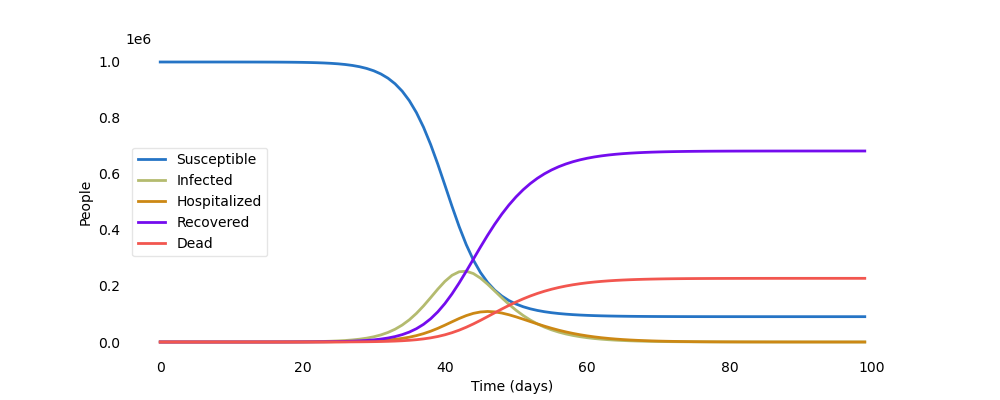 1e6
1.0
0.8
0.6
0.4
0.2
0.0
People
Susceptible
Infected
Hospitalized
Recovered
Dead
0
20
40
60
80
100
Time (days)